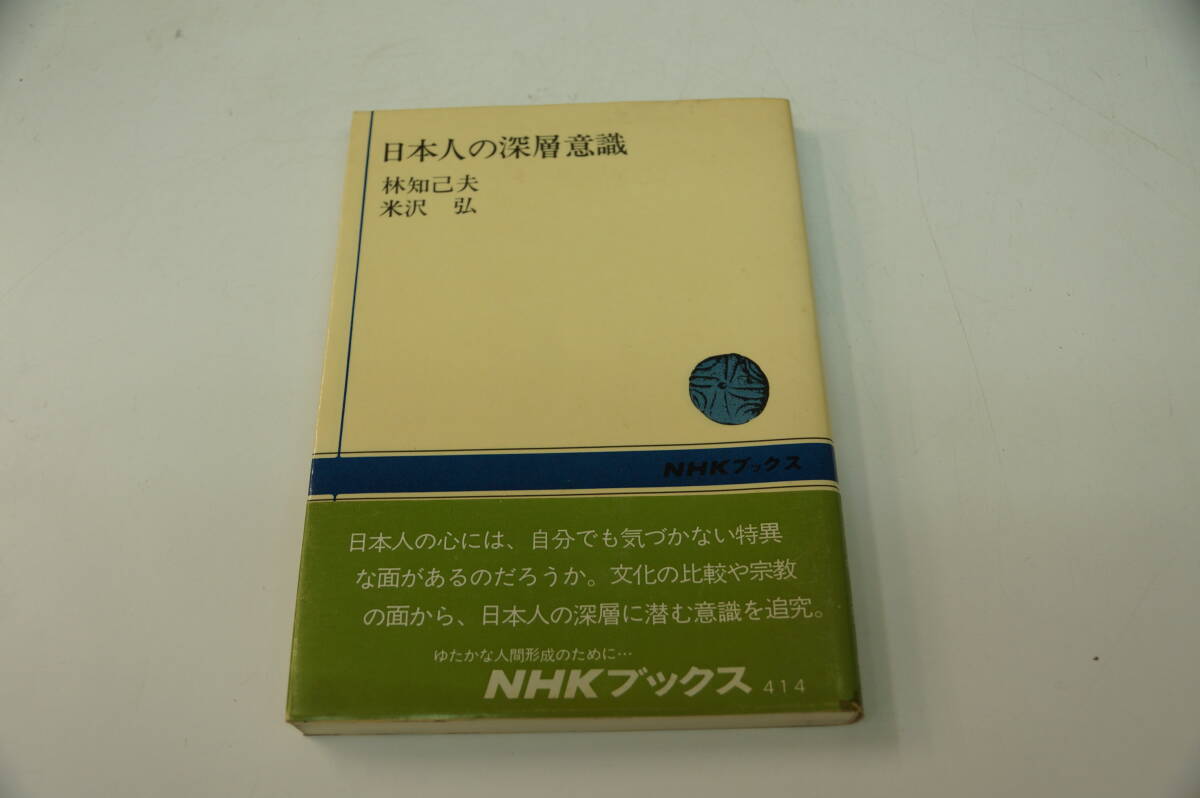 日本人の深層意識
林知己夫
米沢 弘
NHKブックス
日本人の心には、自分でも気づかない特異
な面があるのだろうか。文化の比較や宗教
の面から、日本人の深層に潜む意識を追究。
ゆたかな人間形成のために…
NHKブックス 414